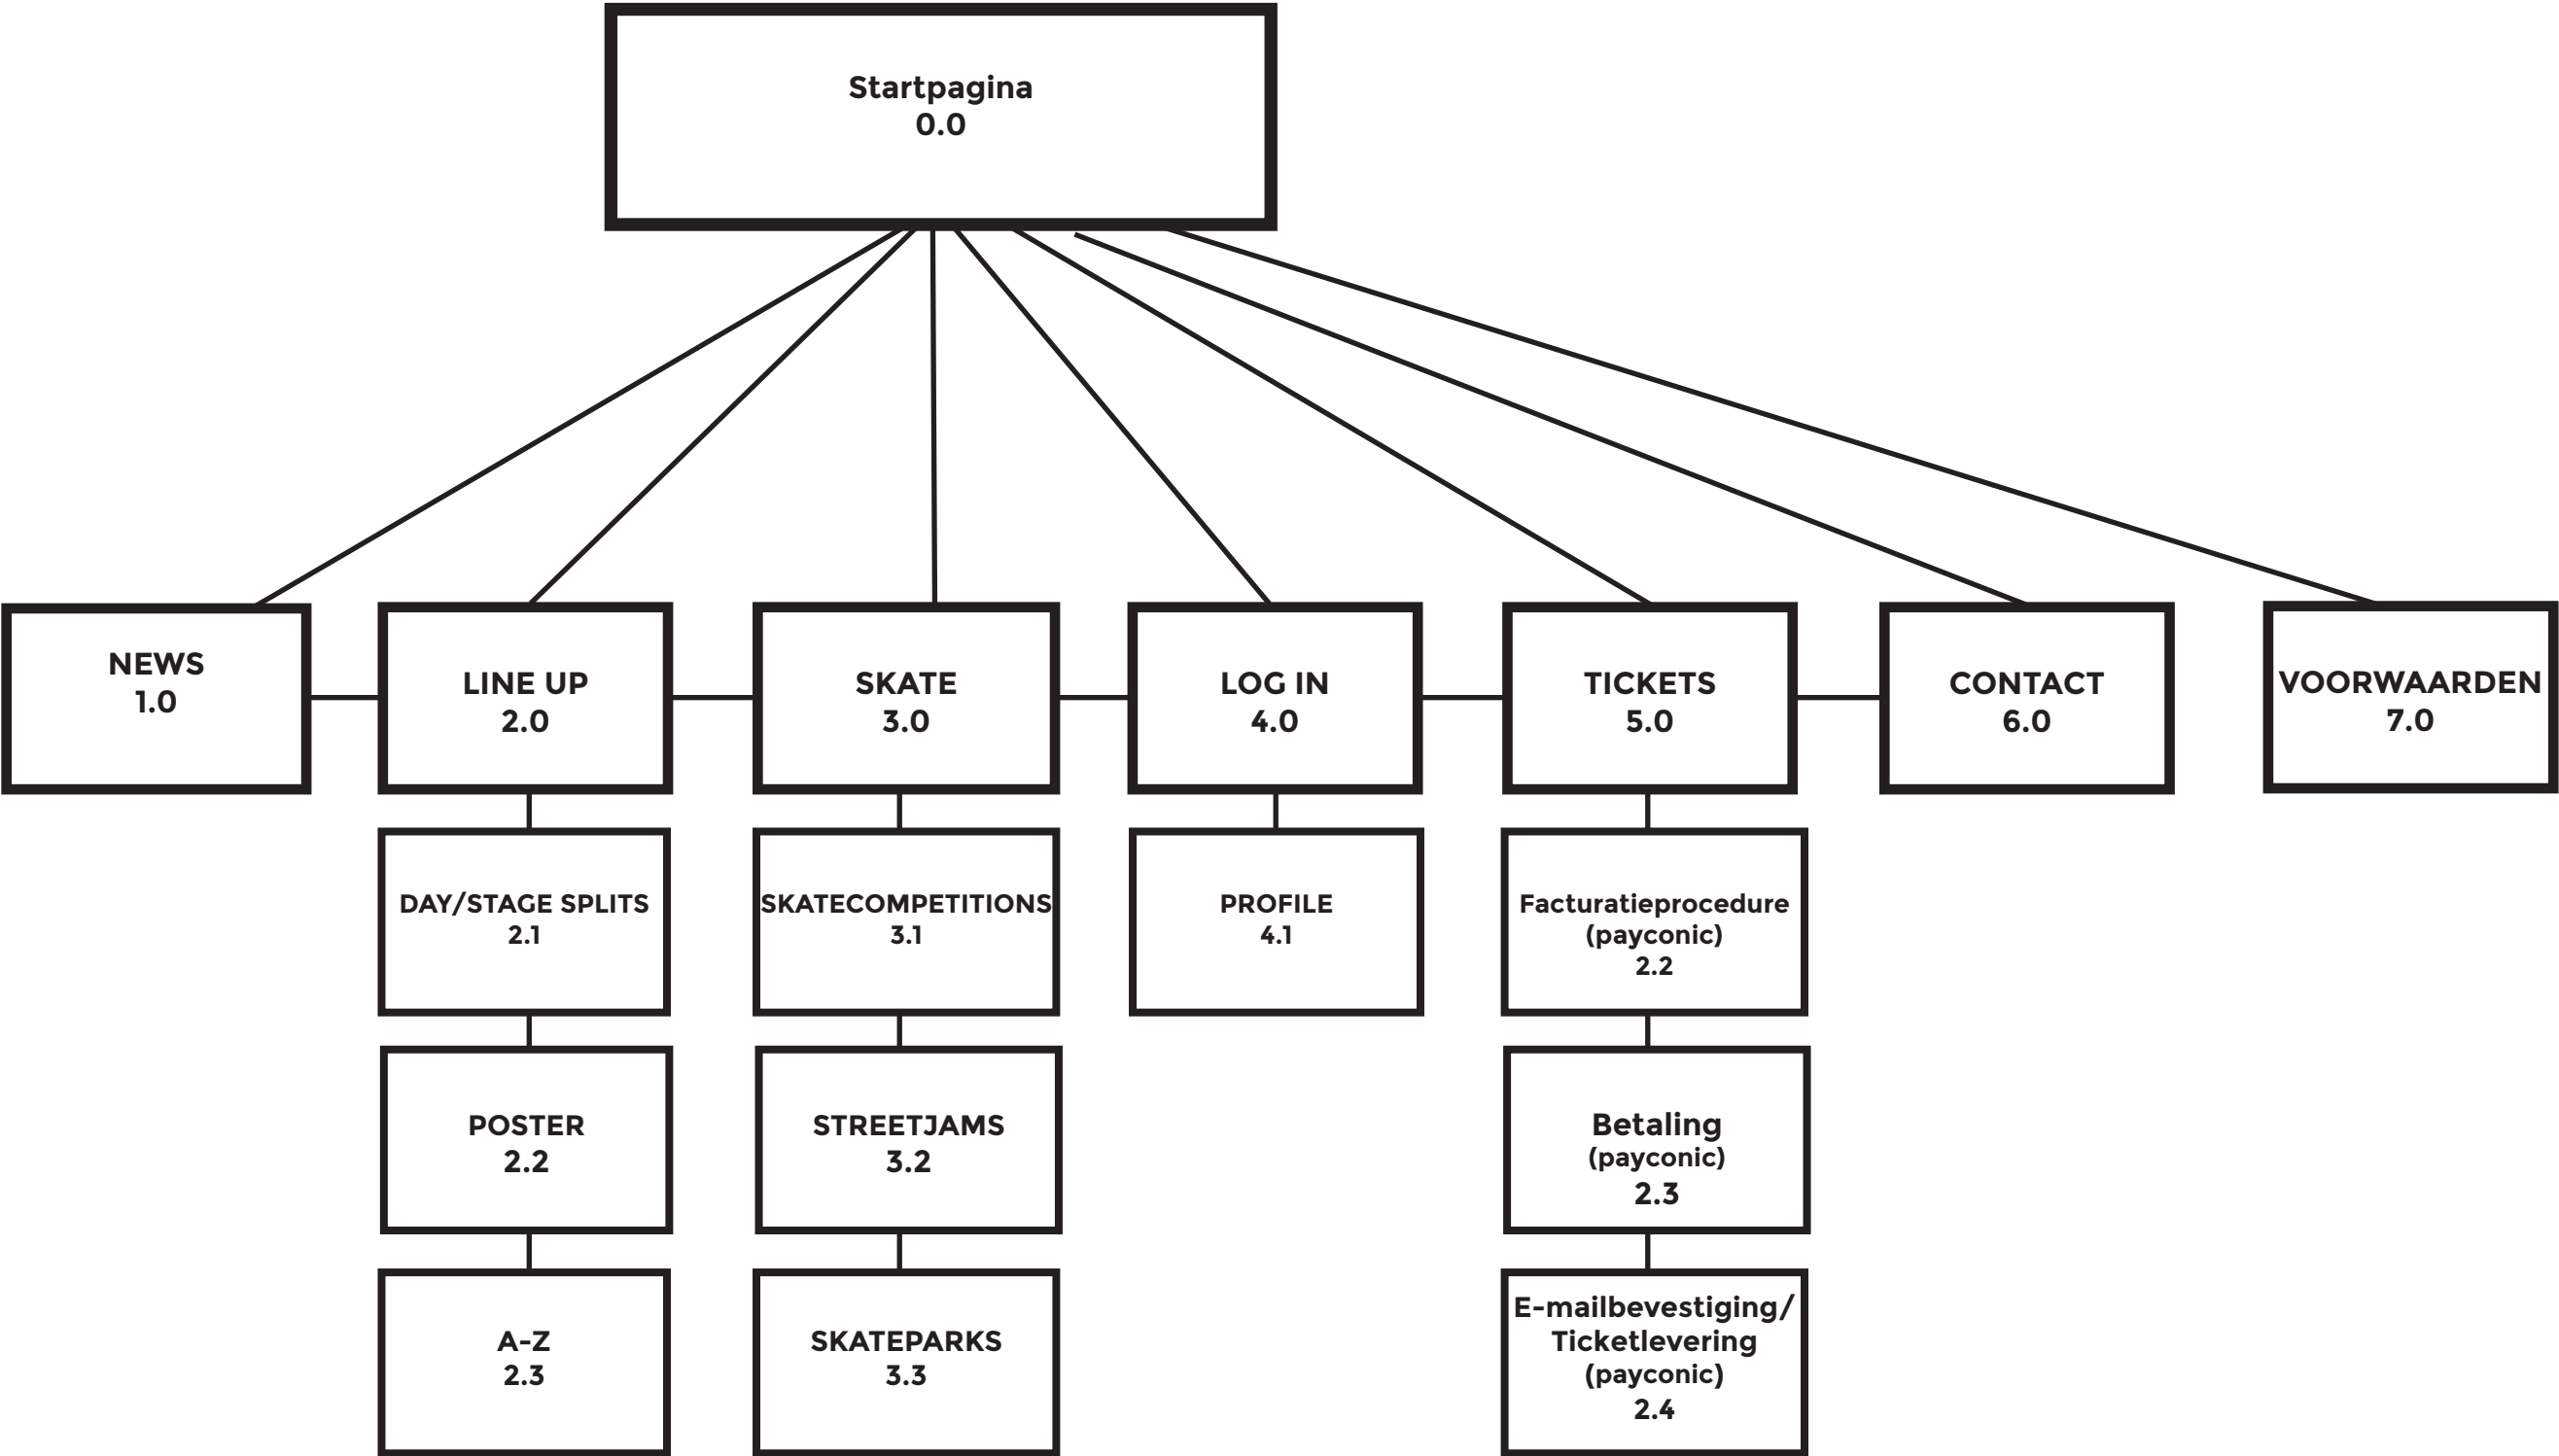 Startpagina
0.0
NEWS
1.0
LINE UP
2.0
SKATE
3.0
LOG IN
4.0
TICKETS
5.0
CONTACT
6.0
VOORWAARDEN
7.0
DAY/STAGE SPLITS
2.1
SKATECOMPETITIONS
3.1
PROFILE
4.1
Facturatieprocedure
(payconic)
2.2
POSTER
2.2
STREETJAMS
3.2
Betaling
(payconic)
2.3
A-Z
2.3
SKATEPARKS
3.3
E-mailbevestiging/
Ticketlevering
(payconic)
2.4